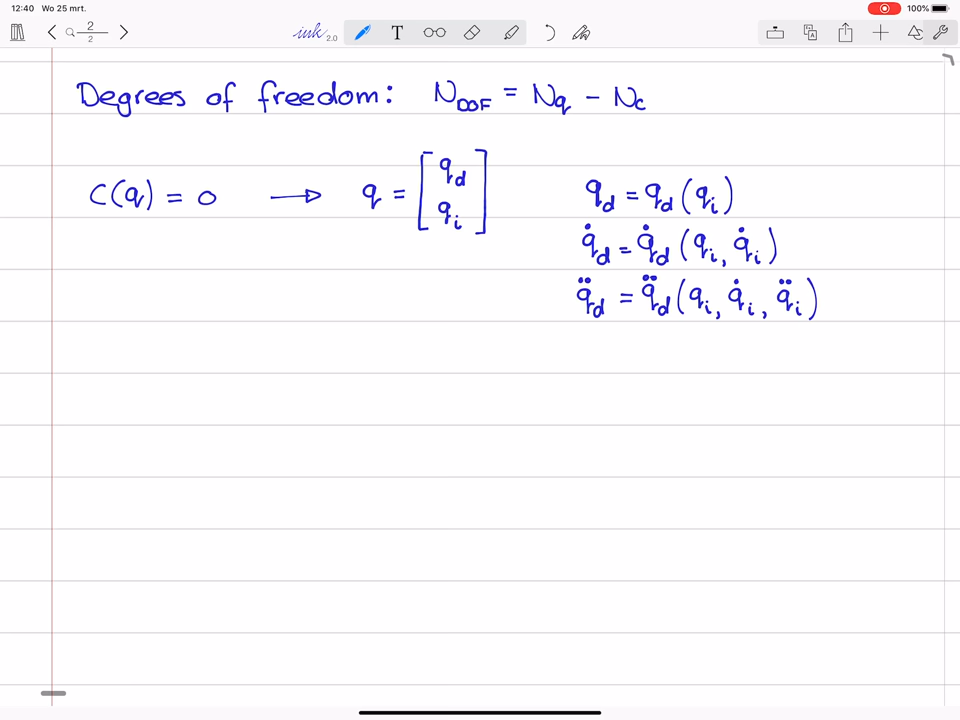 12:40 Wo 25 mrt. 100%
2
2
ink 2.0 T
Degrees of freedom: N_DOF = N_q - N_c
C(q) = 0 → q = [q_d q_i]
q_d = q_d(q_i)
q̇_d = q̇_d(q_i, q̇_i)
q̈_d = q̈_d(q_i, q̇_i, q̈_i)